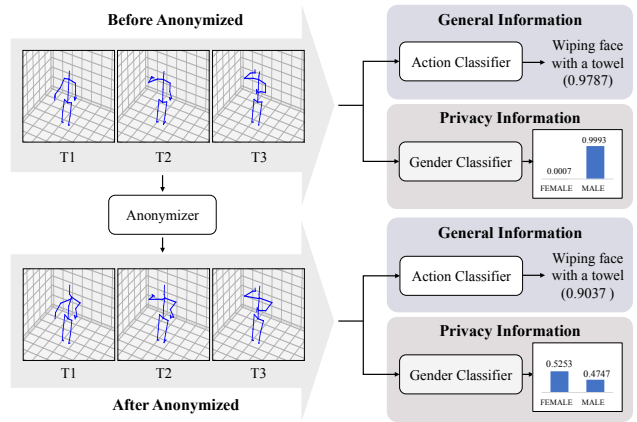 Before Anonymized
T1
T2
T3
General Information
Action Classifier
Wiping face
with a towel
(0.9787)
Privacy Information
Gender Classifier
0.9993
0.0007
FEMALE MALE
Anonymizer
T1
T2
T3
After Anonymized
General Information
Action Classifier
Wiping face
with a towel
(0.9037 )
Privacy Information
Gender Classifier
0.5253
0.4747
FEMALE MALE